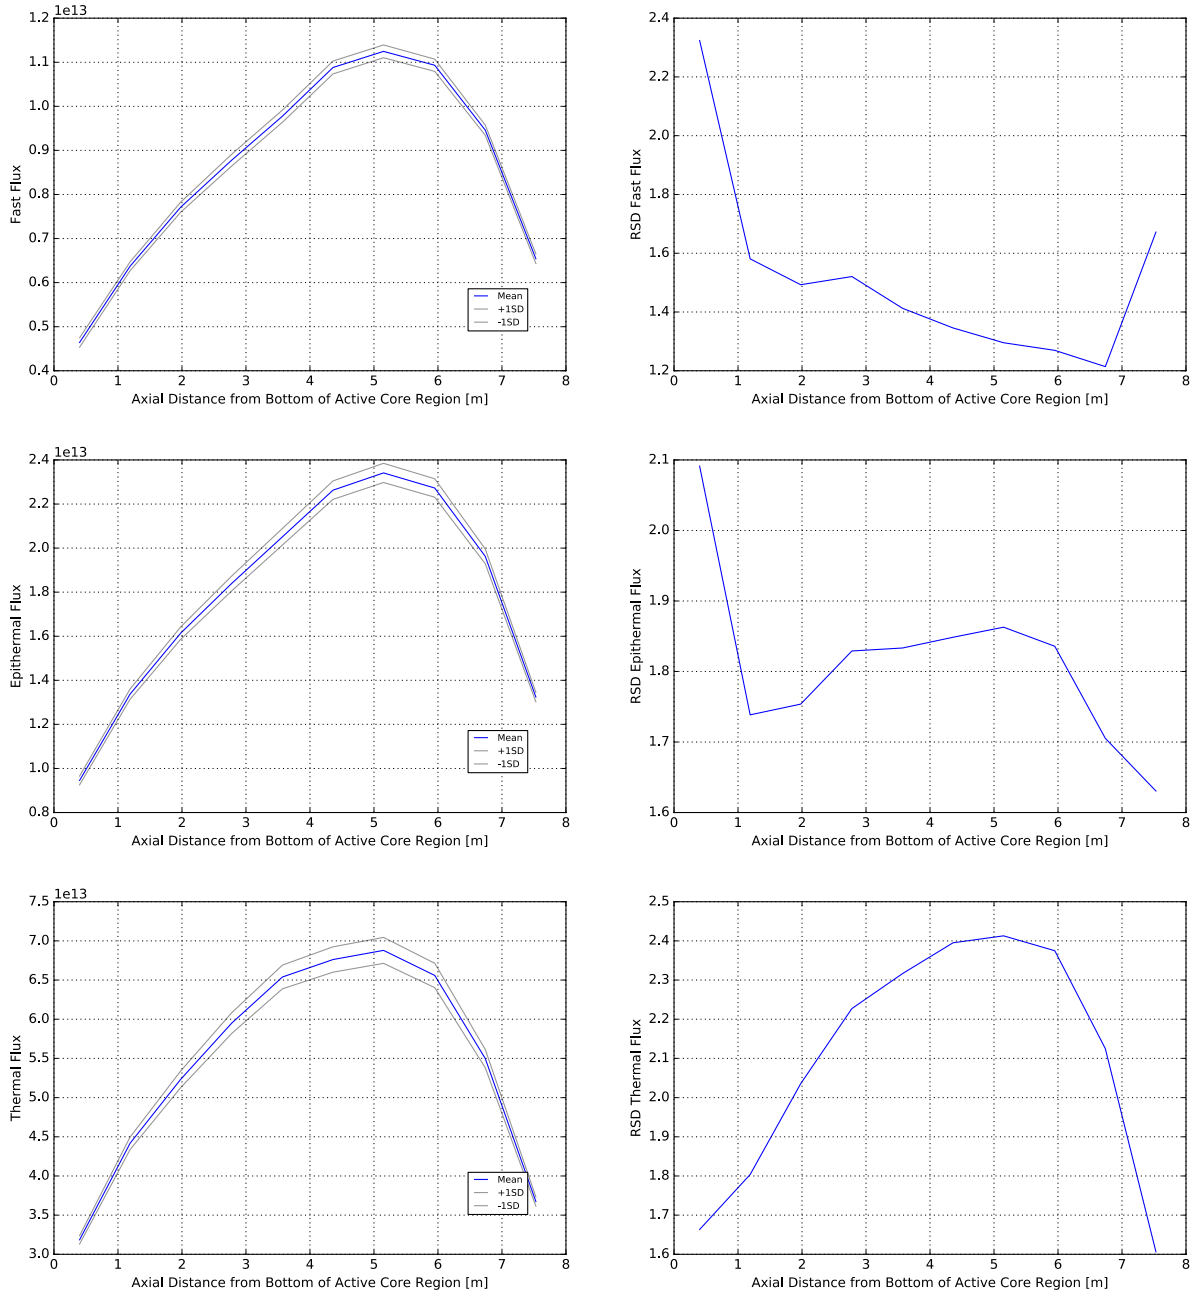 1e13
1.2
1.1
1.0
0.9
0.8
0.7
0.6
0.5
0.4
Fast Flux
Mean
+1SD
-1SD
0 1 2 3 4 5 6 7 8
Axial Distance from Bottom of Active Core Region [m]
2.4
2.2
2.0
1.8
1.6
1.4
1.2
RSD Fast Flux
0 1 2 3 4 5 6 7 8
Axial Distance from Bottom of Active Core Region [m]
1e13
2.4
2.2
2.0
1.8
1.6
1.4
1.2
1.0
0.8
Epithermal Flux
Mean
+1SD
-1SD
0 1 2 3 4 5 6 7 8
Axial Distance from Bottom of Active Core Region [m]
2.1
2.0
1.9
1.8
1.7
1.6
RSD Epithermal Flux
0 1 2 3 4 5 6 7 8
Axial Distance from Bottom of Active Core Region [m]
1e13
7.5
7.0
6.5
6.0
5.5
5.0
4.5
4.0
3.5
3.0
Thermal Flux
Mean
+1SD
-1SD
0 1 2 3 4 5 6 7 8
Axial Distance from Bottom of Active Core Region [m]
2.5
2.4
2.3
2.2
2.1
2.0
1.9
1.8
1.7
1.6
RSD Thermal Flux
0 1 2 3 4 5 6 7 8
Axial Distance from Bottom of Active Core Region [m]